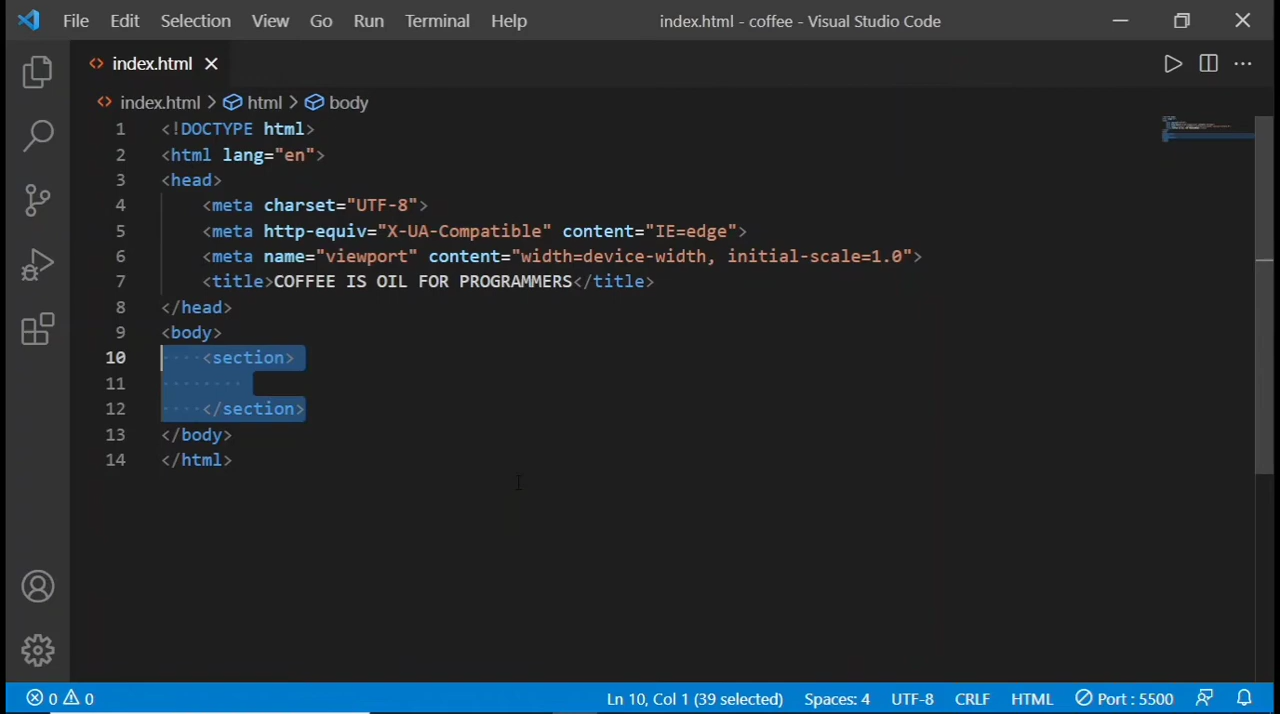 File Edit Selection View Go Run Terminal Help index.html - coffee - Visual Studio Code
index.html
index.html > html > body
1 <!DOCTYPE html>
2 <html lang="en">
3 <head>
4     <meta charset="UTF-8">
5     <meta http-equiv="X-UA-Compatible" content="IE=edge">
6     <meta name="viewport" content="width=device-width, initial-scale=1.0">
7     <title>COFFEE IS OIL FOR PROGRAMMERS</title>
8 </head>
9 <body>
10     <section>
11
12     </section>
13 </body>
14 </html>
0 0 Ln 10, Col 1 (39 selected) Spaces: 4 UTF-8 CRLF HTML Port : 5500